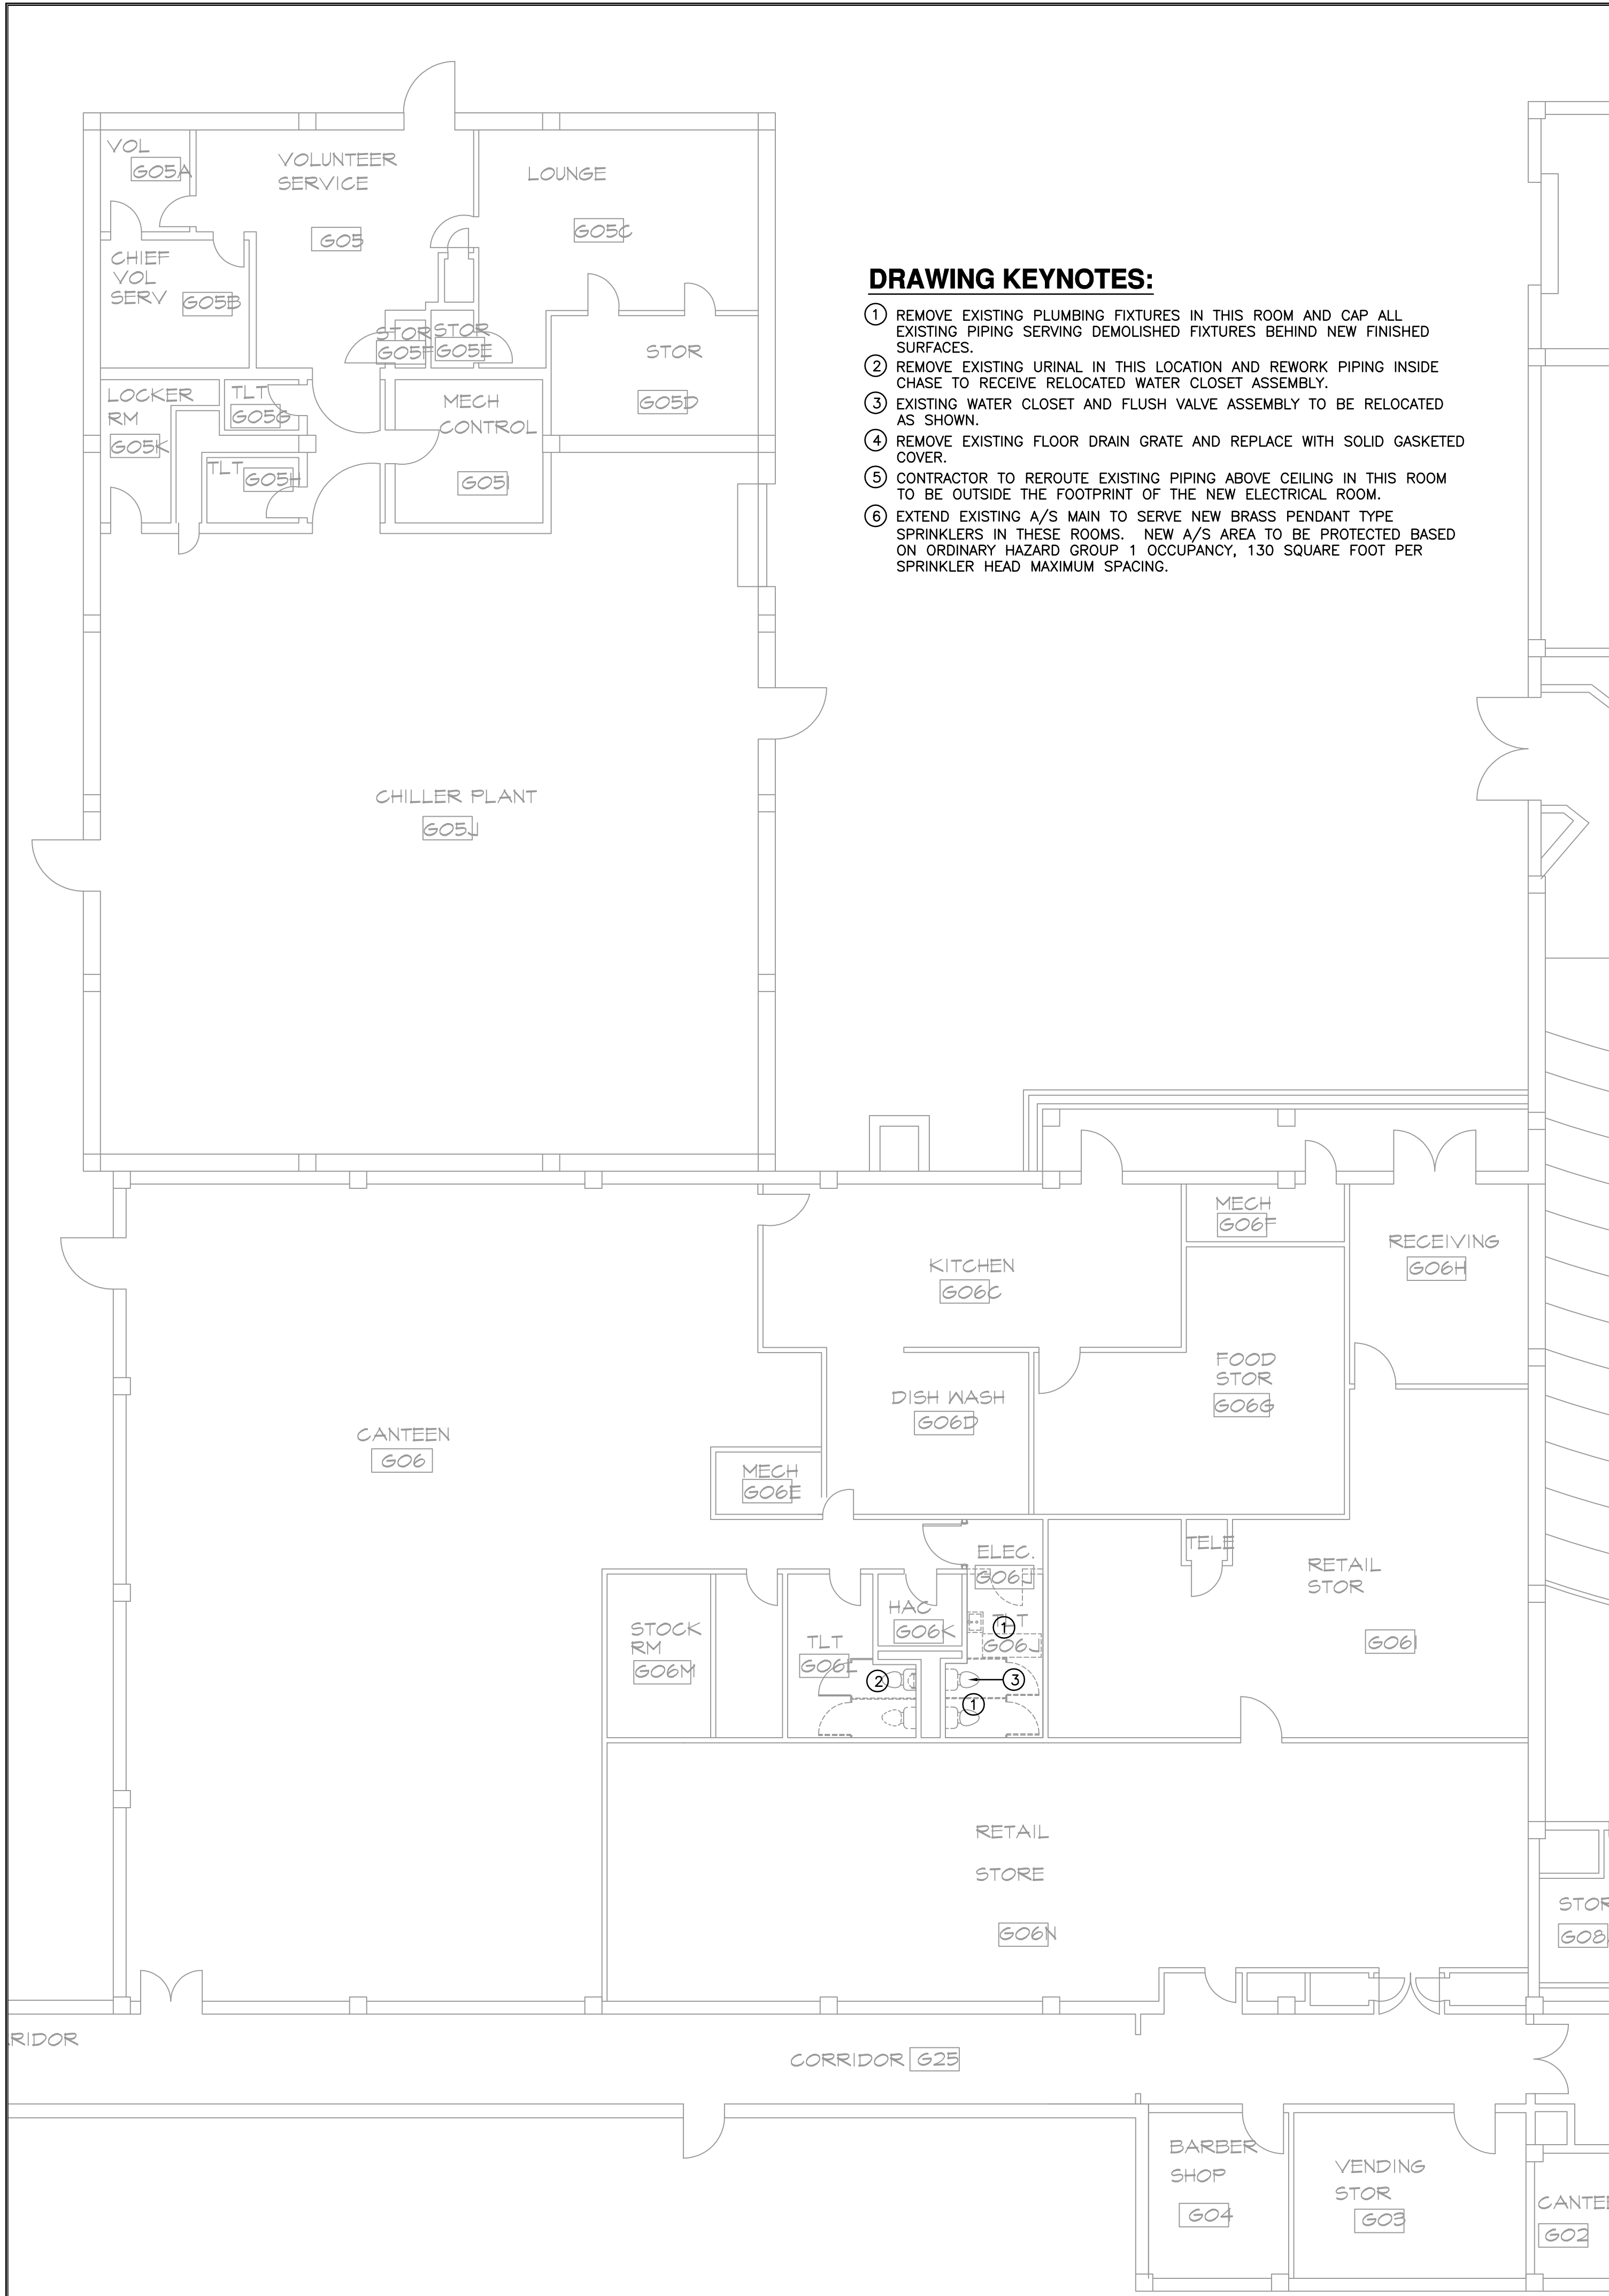 VOL
G05A
VOLUNTEER
SERVICE
G05
LOUNGE
G05C
CHIEF
VOL
SERV
G05B
STOR
G05F
STOR
G05E
STOR
G05D
LOCKER
RM
G05K
TLT
G05G
TLT
G05H
MECH
CONTROL
G05I
DRAWING KEYNOTES:
1 REMOVE EXISTING PLUMBING FIXTURES IN THIS ROOM AND CAP ALL
EXISTING PIPING SERVING DEMOLISHED FIXTURES BEHIND NEW FINISHED
SURFACES.
2 REMOVE EXISTING URINAL IN THIS LOCATION AND REWORK PIPING INSIDE
CHASE TO RECEIVE RELOCATED WATER CLOSET ASSEMBLY.
3 EXISTING WATER CLOSET AND FLUSH VALVE ASSEMBLY TO BE RELOCATED
AS SHOWN.
4 REMOVE EXISTING FLOOR DRAIN GRATE AND REPLACE WITH SOLID GASKETED
COVER.
5 CONTRACTOR TO REROUTE EXISTING PIPING ABOVE CEILING IN THIS ROOM
TO BE OUTSIDE THE FOOTPRINT OF THE NEW ELECTRICAL ROOM.
6 EXTEND EXISTING A/S MAIN TO SERVE NEW BRASS PENDANT TYPE
SPRINKLERS IN THESE ROOMS. NEW A/S AREA TO BE PROTECTED BASED
ON ORDINARY HAZARD GROUP 1 OCCUPANCY, 130 SQUARE FOOT PER
SPRINKLER HEAD MAXIMUM SPACING.
CHILLER PLANT
G05J
MECH
G06F
RECEIVING
G06H
KITCHEN
G06C
FOOD
STOR
G06G
DISH WASH
G06D
CANTEEN
G06
MECH
G06E
ELEC.
G06J
TELE
RETAIL
STOR
G06I
HAC
G06K
TLT
G06J
1
STOCK
RM
G06M
TLT
G06L
2
3
1
RETAIL
STORE
G06N
STOR
G08
RIDOR
CORRIDOR G25
BARBER
SHOP
G04
VENDING
STOR
G03
CANTEE
G02